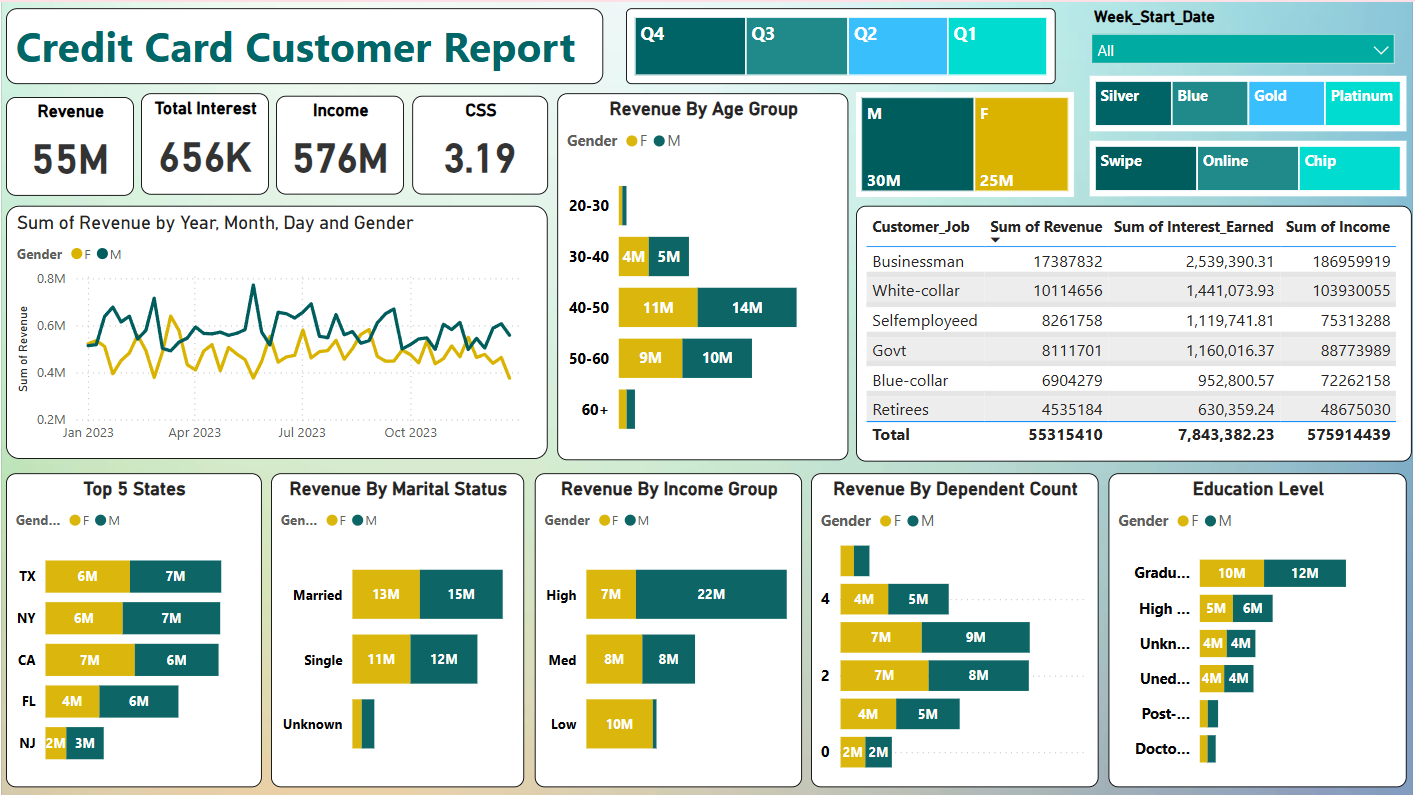 Credit Card Customer Report
Q4 Q3 Q2 Q1
Week_Start_Date
All
Silver Blue Gold Platinum
Swipe Online Chip
Revenue
55M
Total Interest
656K
Income
576M
CSS
3.19
Revenue By Age Group
Gender F M
20-30
30-40 4M 5M
40-50 11M 14M
50-60 9M 10M
60+
M F
30M 25M
Sum of Revenue by Year, Month, Day and Gender
Gender F M
Sum of Revenue
0.8M
0.6M
0.4M
0.2M
Jan 2023 Apr 2023 Jul 2023 Oct 2023
Customer_Job Sum of Revenue Sum of Interest_Earned Sum of Income
Businessman 17387832 2,539,390.31 186959919
White-collar 10114656 1,441,073.93 103930055
Selfemployeed 8261758 1,119,741.81 75313288
Govt 8111701 1,160,016.37 88773989
Blue-collar 6904279 952,800.57 72262158
Retirees 4535184 630,359.24 48675030
Total 55315410 7,843,382.23 575914439
Top 5 States
Gend... F M
TX 6M 7M
NY 6M 7M
CA 7M 6M
FL 4M 6M
NJ 2M 3M
Revenue By Marital Status
Gen... F M
Married 13M 15M
Single 11M 12M
Unknown
Revenue By Income Group
Gender F M
High 7M 22M
Med 8M 8M
Low 10M
Revenue By Dependent Count
Gender F M
4 4M 5M
7M 9M
2 7M 8M
4M 5M
0 2M 2M
Education Level
Gender F M
Gradu... 10M 12M
High ... 5M 6M
Unkn... 4M 4M
Uned... 4M 4M
Post-...
Docto...